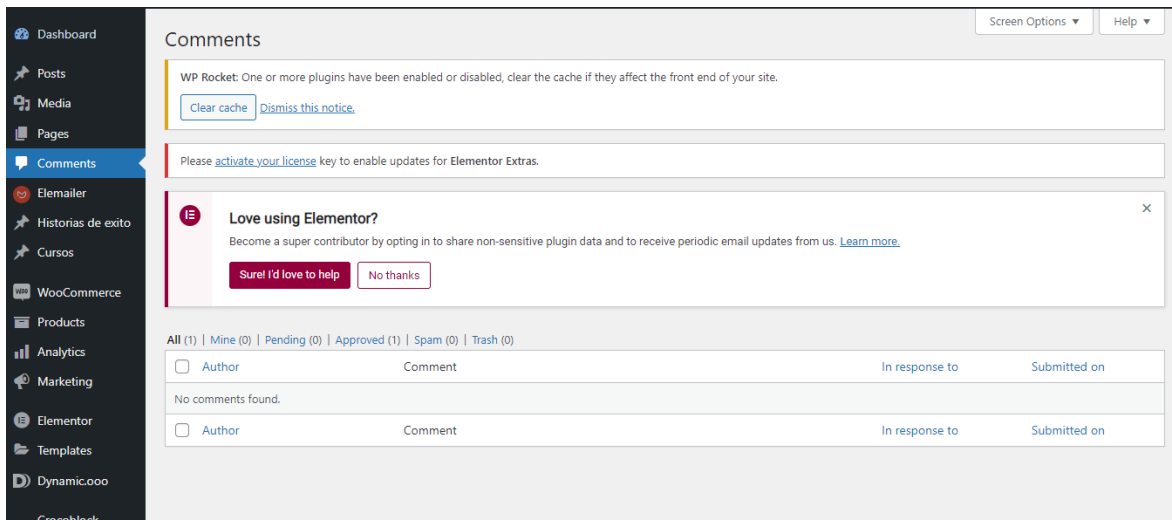 Screen Options ▼
Help ▼
Dashboard
Posts
Media
Pages
Comments
Elemailer
Historias de exito
Cursos
WooCommerce
Products
Analytics
Marketing
Elementor
Templates
Dynamic.ooo
Crocoblock
Comments
WP Rocket: One or more plugins have been enabled or disabled, clear the cache if they affect the front end of your site.
Clear cache Dismiss this notice.
Please activate your license key to enable updates for Elementor Extras.
Love using Elementor?
Become a super contributor by opting in to share non-sensitive plugin data and to receive periodic email updates from us. Learn more.
Sure! I'd love to help No thanks
All (1) | Mine (0) | Pending (0) | Approved (1) | Spam (0) | Trash (0)
Author Comment In response to Submitted on
No comments found.
Author Comment In response to Submitted on